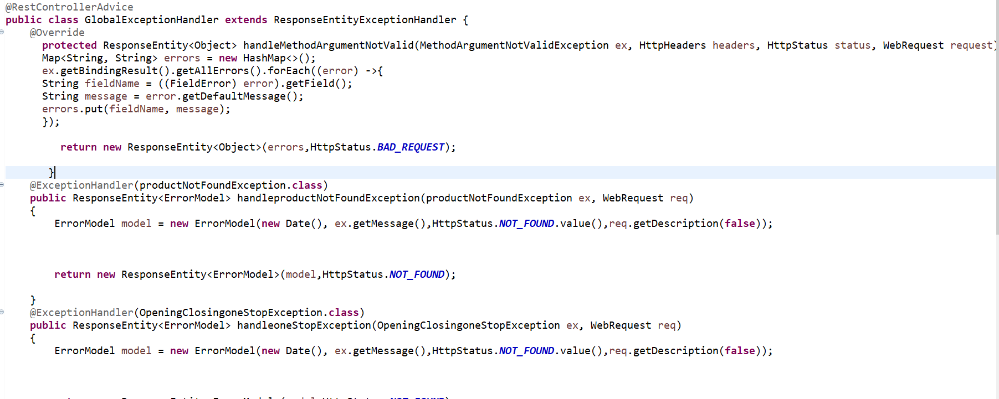 @RestControllerAdvice
public class GlobalExceptionHandler extends ResponseEntityExceptionHandler {
@Override
protected ResponseEntity<Object> handleMethodArgumentNotValid(MethodArgumentNotValidException ex, HttpHeaders headers, HttpStatus status, WebRequest request)
Map<String, String> errors = new HashMap<>();
ex.getBindingResult().getAllErrors().forEach((error) ->{
String fieldName = ((FieldError) error).getField();
String message = error.getDefaultMessage();
errors.put(fieldName, message);
});
return new ResponseEntity<Object>(errors,HttpStatus.BAD_REQUEST);
}
@ExceptionHandler(productNotFoundException.class)
public ResponseEntity<ErrorModel> handleproductNotFoundException(productNotFoundException ex, WebRequest req)
{
ErrorModel model = new ErrorModel(new Date(), ex.getMessage(),HttpStatus.NOT_FOUND.value(),req.getDescription(false));
return new ResponseEntity<ErrorModel>(model,HttpStatus.NOT_FOUND);
}
@ExceptionHandler(OpeningClosingoneStopException.class)
public ResponseEntity<ErrorModel> handleoneStopException(OpeningClosingoneStopException ex, WebRequest req)
{
ErrorModel model = new ErrorModel(new Date(), ex.getMessage(),HttpStatus.NOT_FOUND.value(),req.getDescription(false));